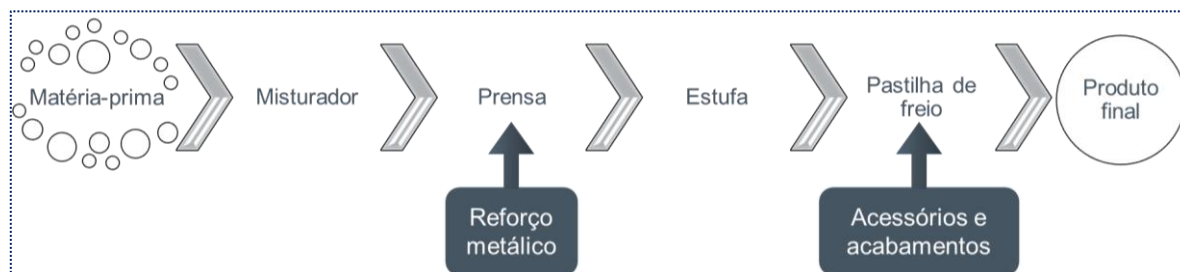 Matéria-prima
Misturador
Prensa
Estufa
Pastilha de
freio
Produto
final
Reforço
metálico
Acessórios e
acabamentos